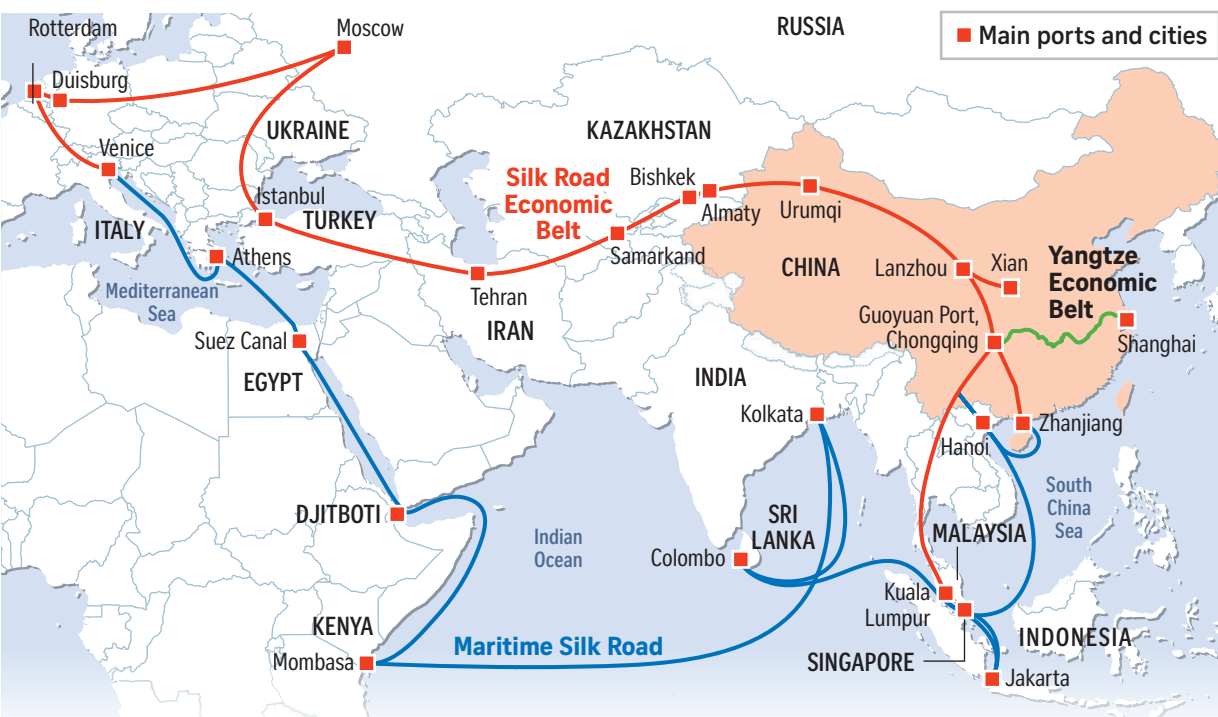 Rotterdam
Moscow
RUSSIA
Main ports and cities
Duisburg
UKRAINE
KAZAKHSTAN
Venice
Silk Road
Economic
Belt
Bishkek
Almaty
Urumqi
Istanbul
TURKEY
ITALY
Athens
Samarkand
CHINA
Lanzhou
Xian
Yangtze
Economic
Belt
Mediterranean
Sea
Tehran
IRAN
Guoyuan Port,
Chongqing
Shanghai
Suez Canal
EGYPT
INDIA
Kolkata
Zhanjiang
Hanoi
South
China
Sea
DJITBOTI
Indian
Ocean
SRI
LANKA
MALAYSIA
Colombo
Kuala
Lumpur
KENYA
Maritime Silk Road
INDONESIA
Mombasa
SINGAPORE
Jakarta